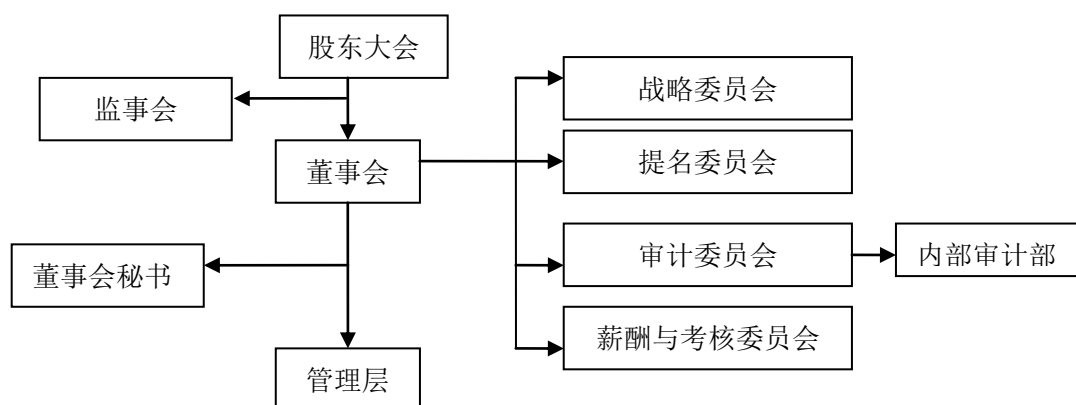 股东大会
战略委员会
监事会
董事会
提名委员会
董事会秘书
审计委员会
内部审计部
薪酬与考核委员会
管理层